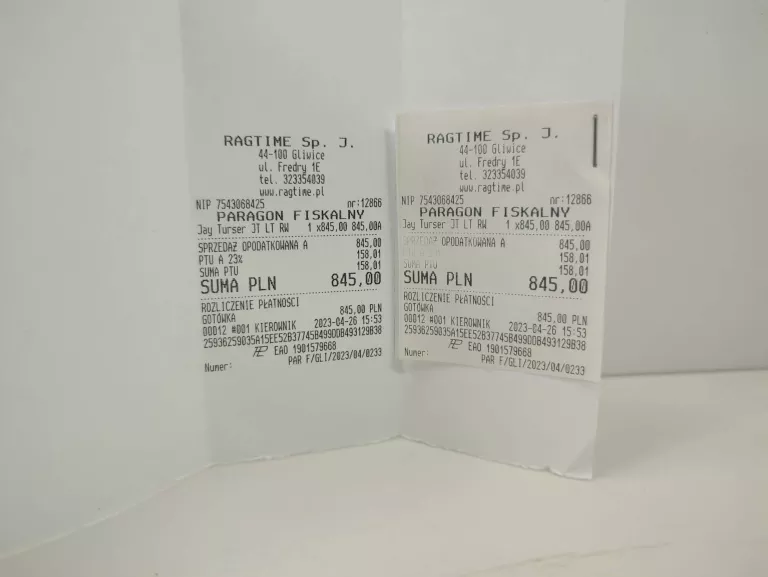 RAGTIME Sp. J.
44-100 Gliwice
ul. Fredry 1E
tel. 323354039
www.ragtime.pl
NIP 7543068425 nr:12866
PARAGON FISKALNY
Jay Turser JT LT RW 1 x845,00 845,00A
SPRZEDAŻ OPODATKOWANA A 845,00
PTU A 23% 158,01
SUMA PTU 158,01
SUMA PLN 845,00
ROZLICZENIE PŁATNOŚCI
GOTÓWKA 845,00 PLN
00012 #001 KIEROWNIK 2023-04-26 15:53
25936259035A15EE52B37745B499DDB493129B38
EAO 1901579668
Numer: PAR F/GLI/2023/04/0233
RAGTIME Sp. J.
44-100 Gliwice
ul. Fredry 1E
tel. 323354039
www.ragtime.pl
NIP 7543068425 nr:12866
PARAGON FISKALNY
Jay Turser JT LT RW 1 x845,00 845,00A
SPRZEDAŻ OPODATKOWANA A 845,00
158,01
SUMA PTU 158,01
SUMA PLN 845,00
ROZLICZENIE PŁATNOŚCI
GOTÓWKA 845,00 PLN
00012 #001 KIEROWNIK 2023-04-26 15:53
25936259035A15EE52B37745B499DDB493129B38
EAO 1901579668
Numer: PAR F/GLI/2023/04/0233